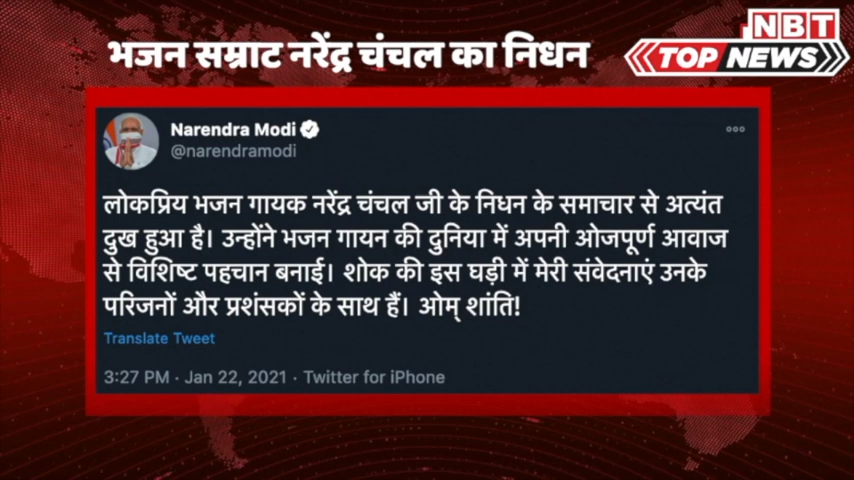 भजन सम्राट नरेंद्र चंचल का निधन
NBT
TOP NEWS
Narendra Modi
@narendramodi
लोकप्रिय भजन गायक नरेंद्र चंचल जी के निधन के समाचार से अत्यंत
दुख हुआ है। उन्होंने भजन गायन की दुनिया में अपनी ओजपूर्ण आवाज
से विशिष्ट पहचान बनाई। शोक की इस घड़ी में मेरी संवेदनाएं उनके
परिजनों और प्रशंसकों के साथ हैं। ओम् शांति!
Translate Tweet
3:27 PM · Jan 22, 2021 · Twitter for iPhone